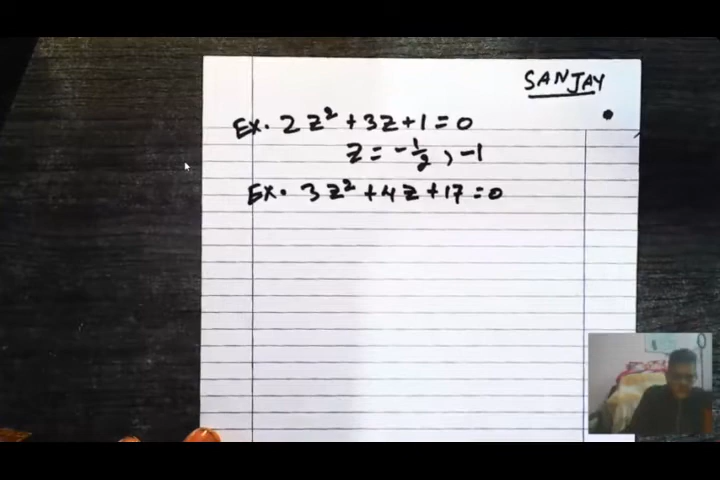 SANJAY
Ex. 2z² + 3z + 1 = 0
z = -1/2, -1
Ex. 3z² + 4z + 17 = 0